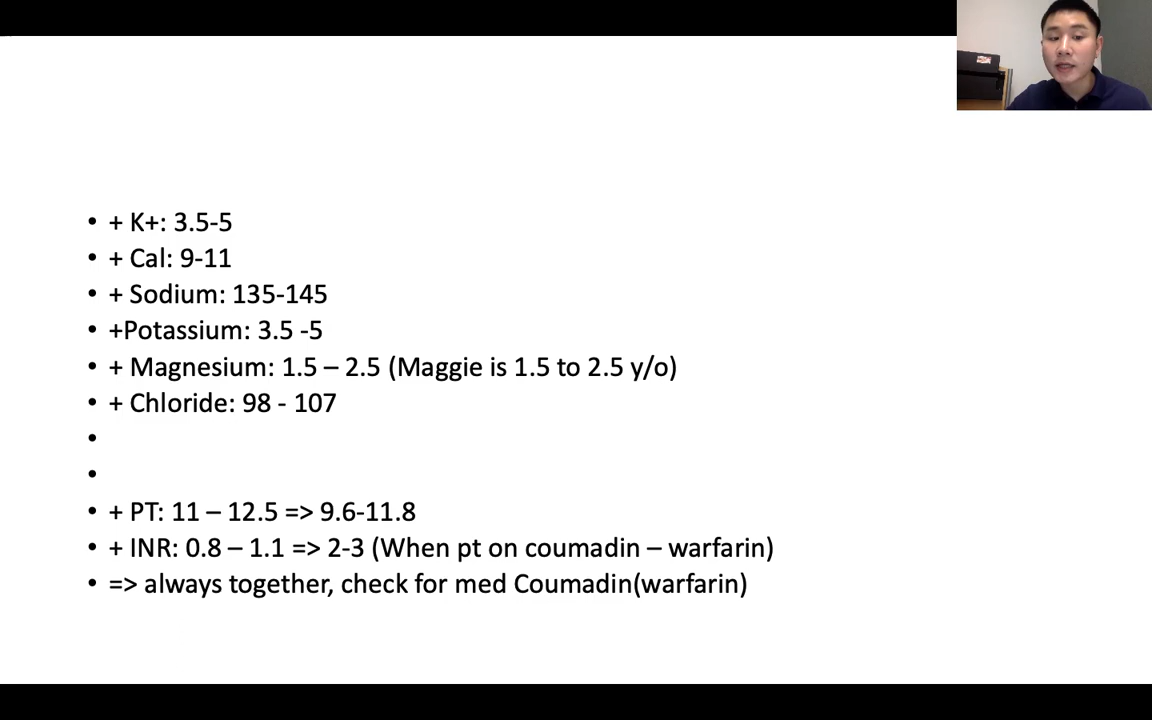 • + K+: 3.5-5
• + Cal: 9-11
• + Sodium: 135-145
• +Potassium: 3.5 -5
• + Magnesium: 1.5 – 2.5 (Maggie is 1.5 to 2.5 y/o)
• + Chloride: 98 - 107
•
•
• + PT: 11 – 12.5 => 9.6-11.8
• + INR: 0.8 – 1.1 => 2-3 (When pt on coumadin – warfarin)
• => always together, check for med Coumadin(warfarin)